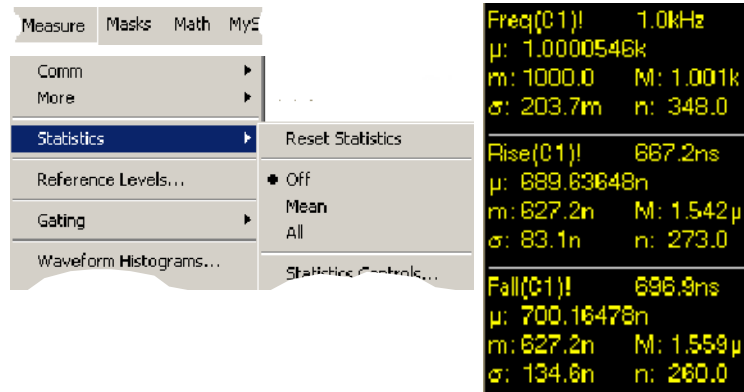 Measure Masks Math MyS
Comm
More
Statistics
Reference Levels...
Gating
Waveform Histograms...
Reset Statistics
Off
Mean
All
Statistics Controls...
Freq(C1)! 1.0kHz
µ: 1.0000546k
m: 1000.0 M: 1.001k
σ: 203.7m n: 348.0
Rise(C1)! 667.2ns
µ: 689.63648n
m: 627.2n M: 1.542µ
σ: 83.1n n: 273.0
Fall(C1)! 696.9ns
µ: 700.16478n
m: 627.2n M: 1.559µ
σ: 134.6n n: 260.0